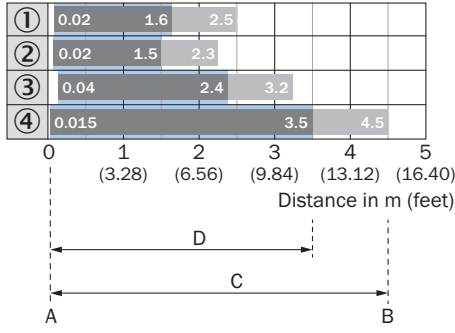 ① 0.02 1.6 2.5
② 0.02 1.5 2.3
③ 0.04 2.4 3.2
④ 0.015 3.5 4.5
0 1 2 3 4 5
(3.28) (6.56) (9.84) (13.12) (16.40)
Distance in m (feet)
D
C
A B